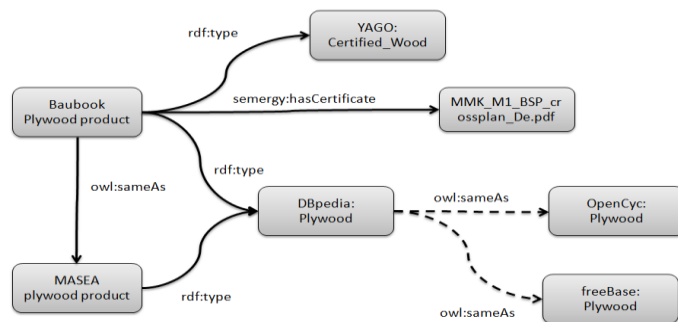 YAGO:
Certified_Wood
rdf:type
Baubook
Plywood product
semergy:hasCertificate
MMK_M1_BSP_cr
ossplan_De.pdf
rdf:type
owl:sameAs
DBpedia:
Plywood
owl:sameAs
OpenCyc:
Plywood
MASEA
plywood product
rdf:type
freeBase:
Plywood
owl:sameAs